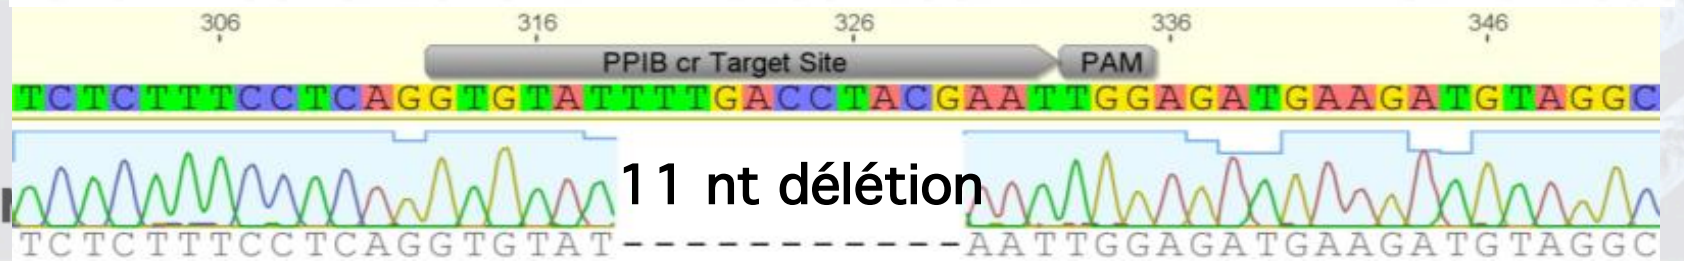 306 316 326 336 346
PPIB cr Target Site PAM
TCTCTTTCCTCAGGTGTATTTTGACCTACGAATTGGAGATGAAGATGTAGGC
11 nt délétion
TCTCTTTCCTCAGGTGTAT-----------AATTGGAGATGAAGATGTAGGC